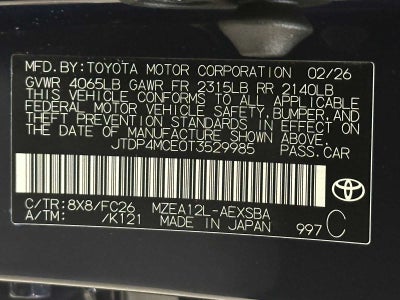 MFD.BY:TOYOTA MOTOR CORPORATION 02/26
GVWR 4065LB GAWR FR 2315LB RR 2140LB
THIS VEHICLE CONFORMS TO ALL APPLICABLE
FEDERAL MOTOR VEHICLE SAFETY,BUMPER, AND
THEFT PREVENTION STANDARDS IN EFFECT ON
THE DATE OF MANUFACTURE SHOWN ABOVE.
JTDP4MCE0T3529985 PASS.CAR
C/TR:8X8/FC26 MZEA12L-AEXSBA
A/TM: /K121 MADE IN JAPAN 997 C
TOYOTA